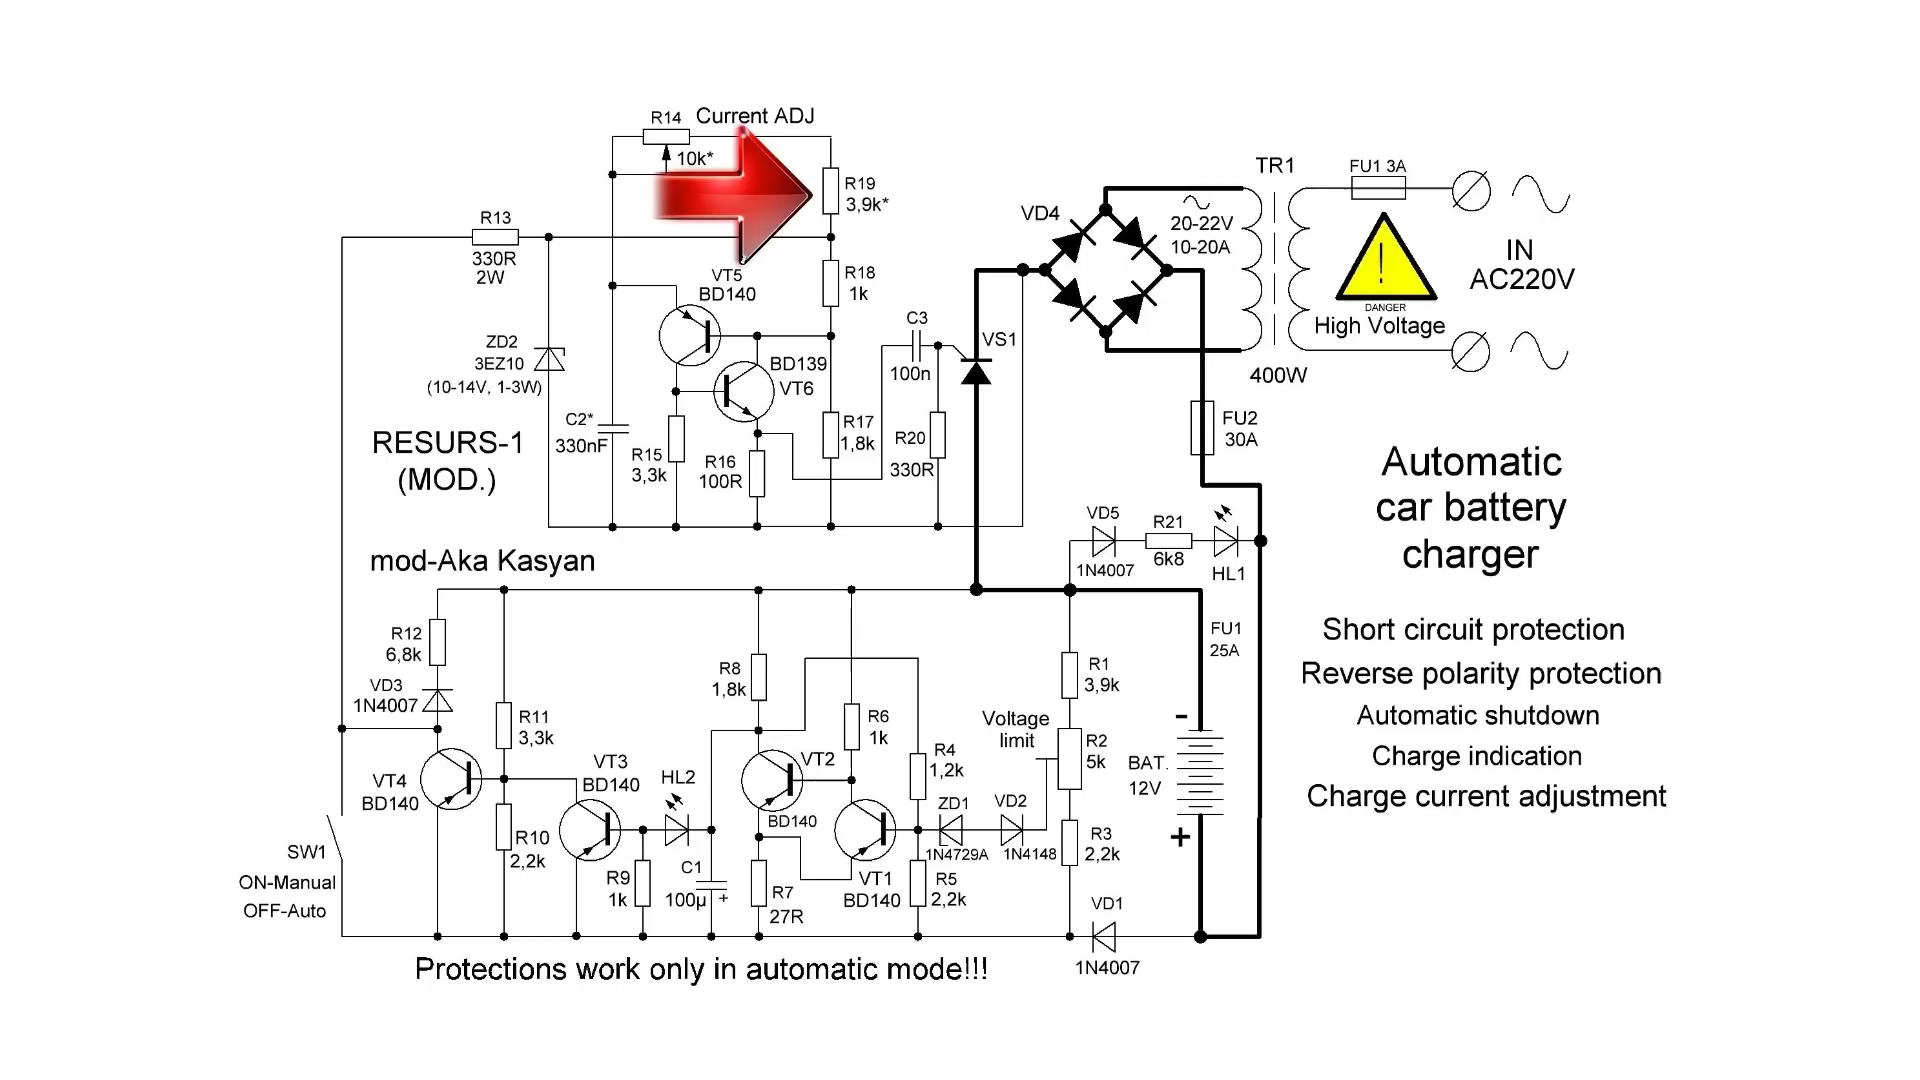 R14 Current ADJ
10k*
R19
3,9k*
R13
330R
2W
R18
1k
VT5
BD140
ZD2
3EZ10
(10-14V, 1-3W)
BD139
VT6
C2*
330nF
R15
3,3k
R16
100R
R17
1,8k
C3
100n
R20
330R
VS1
RESURS-1
(MOD.)
mod-Aka Kasyan
VD4
20-22V
10-20A
TR1
400W
FU1 3A
!
DANGER
High Voltage
IN
AC220V
FU2
30A
Automatic
car battery
charger
VD5
1N4007
R21
6k8
HL1
Short circuit protection
Reverse polarity protection
Automatic shutdown
Charge indication
Charge current adjustment
FU1
25A
R12
6,8k
VD3
1N4007
R11
3,3k
VT4
BD140
R10
2,2k
VT3
BD140
HL2
R9
1k
C1
100µ +
R8
1,8k
VT2
BD140
R7
27R
R6
1k
VT1
BD140
R4
1,2k
R5
2,2k
ZD1
1N4729A
VD2
1N4148
Voltage
limit
R1
3,9k
R2
5k
R3
2,2k
VD1
1N4007
-
BAT.
12V
+
SW1
ON-Manual
OFF-Auto
Protections work only in automatic mode!!!